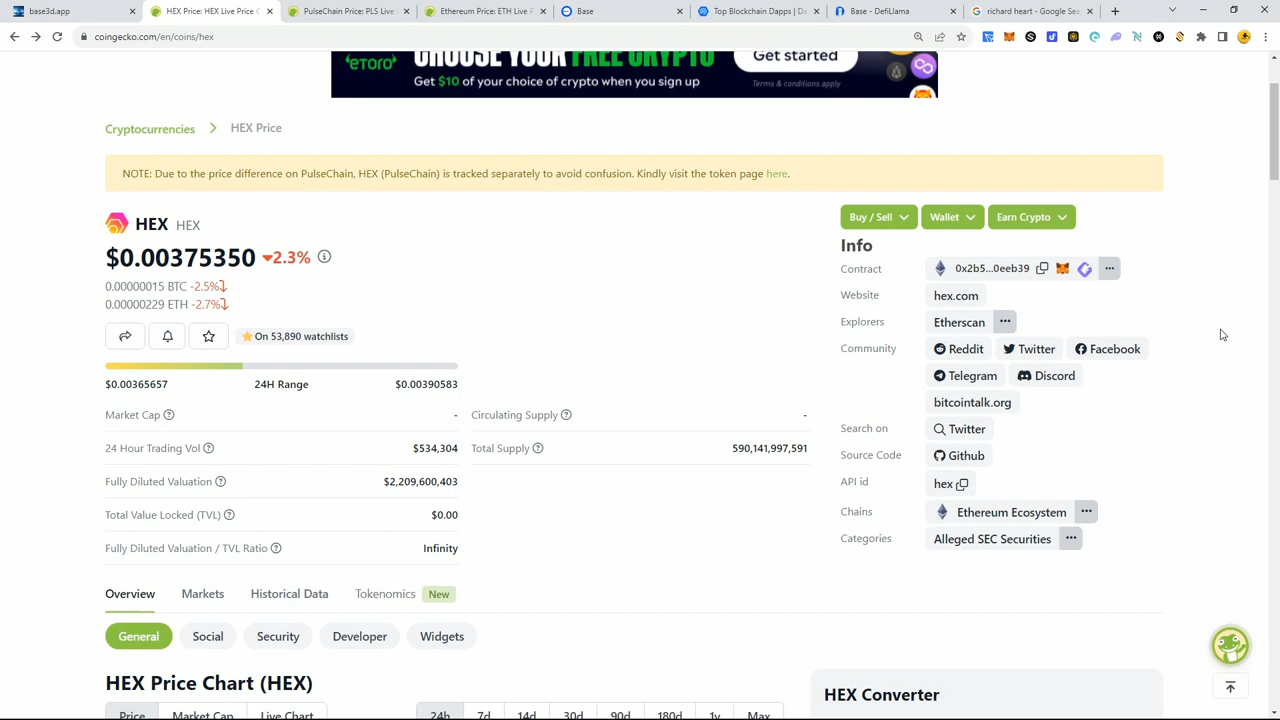 base3d.app
HEX Price: HEX Live Price C
PulseChain Price: PLS Live
Ethereum Price: ETH Live P
Base
Top Blockchain Dapps | Da
Base - DefiLlama
richard heart - Google Sea
coingecko.com/en/coins/hex
eTORO CHOOSE YOUR FREE CRYPTO
Get $10 of your choice of crypto when you sign up
Get started
Terms & conditions apply
Cryptocurrencies
HEX Price
NOTE: Due to the price difference on PulseChain, HEX (PulseChain) is tracked separately to avoid confusion. Kindly visit the token page here.
HEX HEX
$0.00375350 2.3%
0.00000015 BTC -2.5%
0.00000229 ETH -2.7%
On 53,890 watchlists
$0.00365657 24H Range $0.00390583
Market Cap -
Circulating Supply -
24 Hour Trading Vol $534,304
Total Supply 590,141,997,591
Fully Diluted Valuation $2,209,600,403
Total Value Locked (TVL) $0.00
Fully Diluted Valuation / TVL Ratio Infinity
Buy / Sell
Wallet
Earn Crypto
Info
Contract 0x2b5...0eeb39
Website hex.com
Explorers Etherscan
Community Reddit Twitter Facebook
Telegram Discord
bitcointalk.org
Search on Twitter
Source Code Github
API id hex
Chains Ethereum Ecosystem
Categories Alleged SEC Securities
Overview Markets Historical Data Tokenomics New
General Social Security Developer Widgets
HEX Price Chart (HEX)
Price Market Cap Live Chart
24h 7d 14d 30d 90d 180d 1y Max
HEX Converter